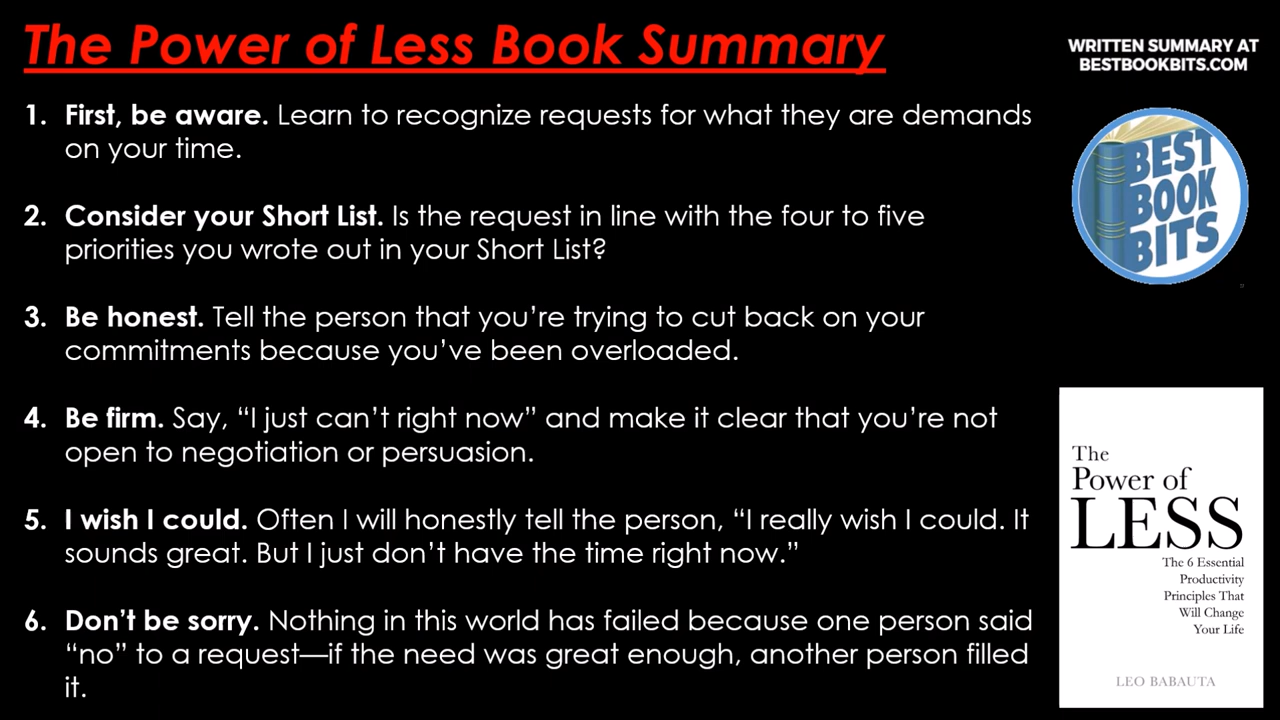 The Power of Less Book Summary
WRITTEN SUMMARY AT
BESTBOOKBITS.COM
1. First, be aware. Learn to recognize requests for what they are demands
on your time.
2. Consider your Short List. Is the request in line with the four to five
priorities you wrote out in your Short List?
3. Be honest. Tell the person that you’re trying to cut back on your
commitments because you’ve been overloaded.
4. Be firm. Say, “I just can’t right now” and make it clear that you’re not
open to negotiation or persuasion.
5. I wish I could. Often I will honestly tell the person, “I really wish I could. It
sounds great. But I just don’t have the time right now.”
6. Don’t be sorry. Nothing in this world has failed because one person said
“no” to a request—if the need was great enough, another person filled
it.
BEST
BOOK
BITS
The
Power of
LESS
The 6 Essential
Productivity
Principles That
Will Change
Your Life
LEO BABAUTA